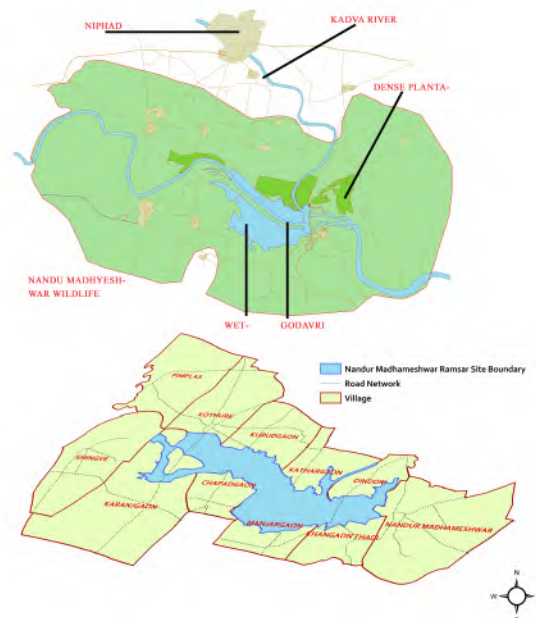 NIPHAD
KADVA RIVER
DENSE PLANTA-
NANDU MADHYESH-
WAR WILDLIFE
WET-
GODAVRI
Nandur Madhameshwar Ramsar Site Boundary
Road Network
Village
PIMPLAS
KOTHURE
KURUDGAON
SHINGVE
KATHARGAON
CHAPADGAON
DINDORI
KARANJGAON
MANJARGAON
NANDUR MADHAMESHWAR
KHANGAON THADI
N
W
E